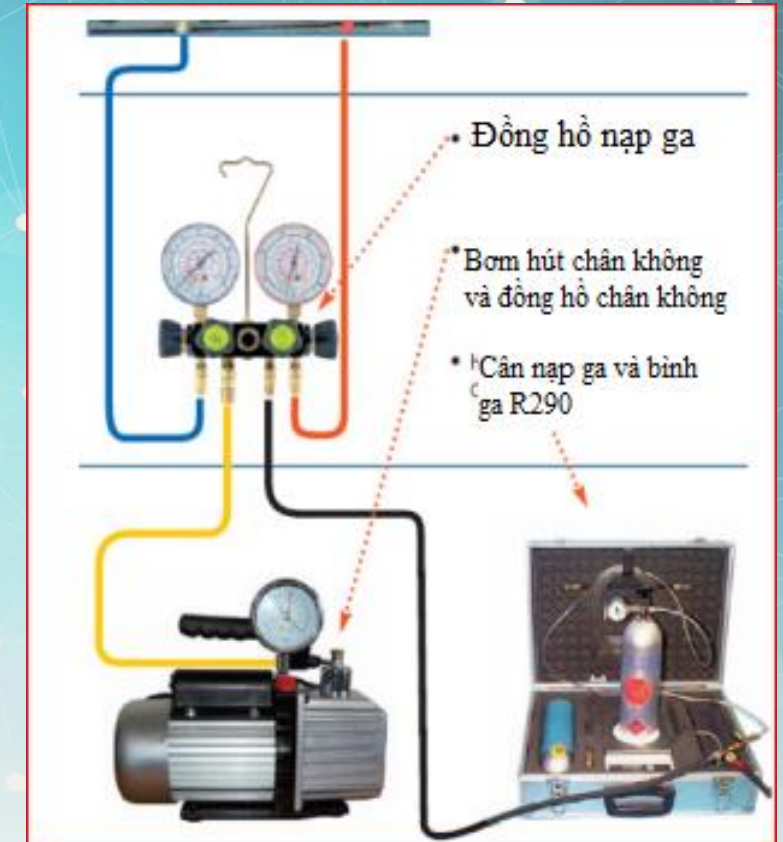 • Đồng hồ nạp ga
• Bơm hút chân không
và đồng hồ chân không
• Cân nạp ga và bình
ga R290